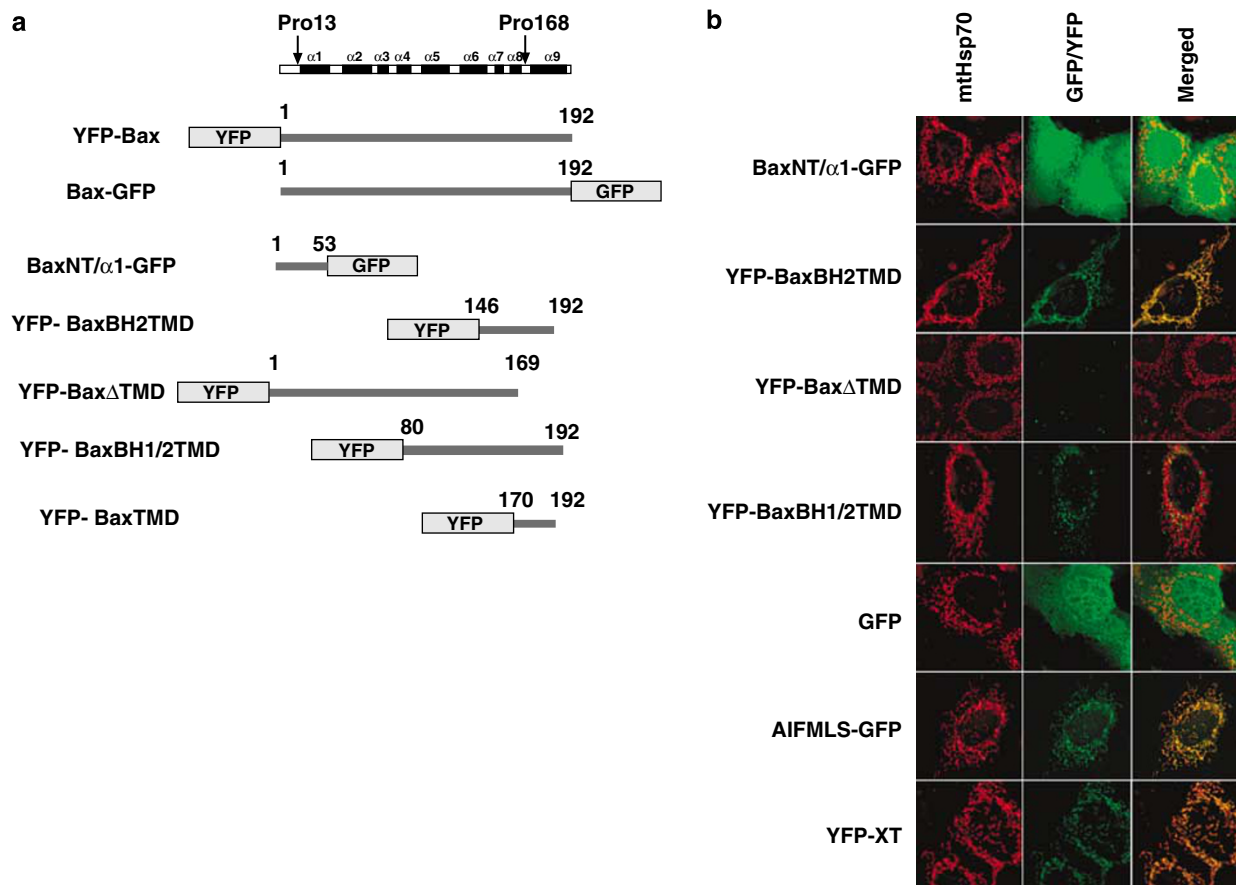 a
Pro13 Pro168
α1 α2 α3 α4 α5 α6 α7 α8 α9
1 192
YFP-Bax YFP
1 192
Bax-GFP GFP
1 53
BaxNT/α1-GFP GFP
146 192
YFP- BaxBH2TMD YFP
1 169
YFP-BaxΔTMD YFP
80 192
YFP- BaxBH1/2TMD YFP
170 192
YFP- BaxTMD YFP
b
mtHsp70
GFP/YFP
Merged
BaxNT/α1-GFP
YFP-BaxBH2TMD
YFP-BaxΔTMD
YFP-BaxBH1/2TMD
GFP
AIFMLS-GFP
YFP-XT